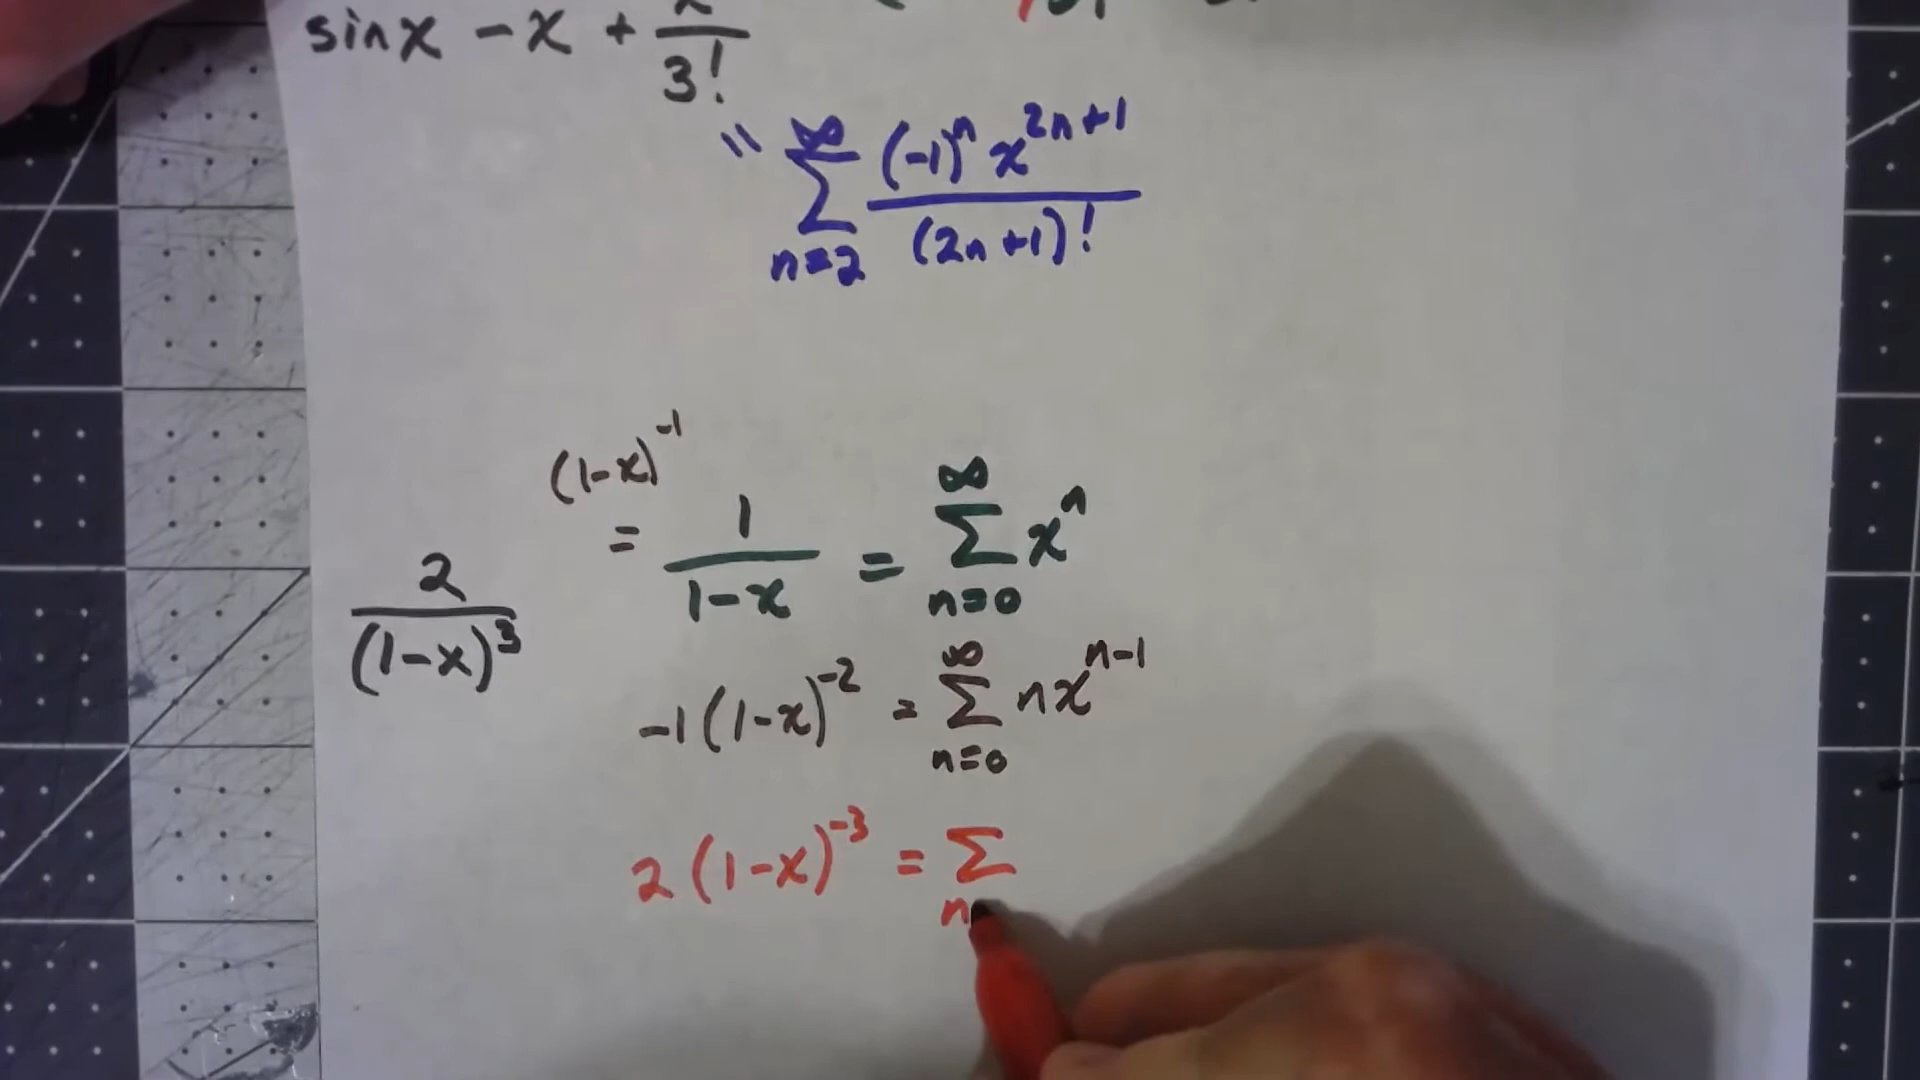 sin x - x + x/3!
" ∑_{n=2}^{∞} (-1)^n x^{2n+1} / (2n+1)!
(1-x)^{-1}
= 1/(1-x) = ∑_{n=0}^{∞} x^n
2/(1-x)^3
-1(1-x)^{-2} = ∑_{n=0}^{∞} nx^{n-1}
2(1-x)^{-3} = ∑_{n